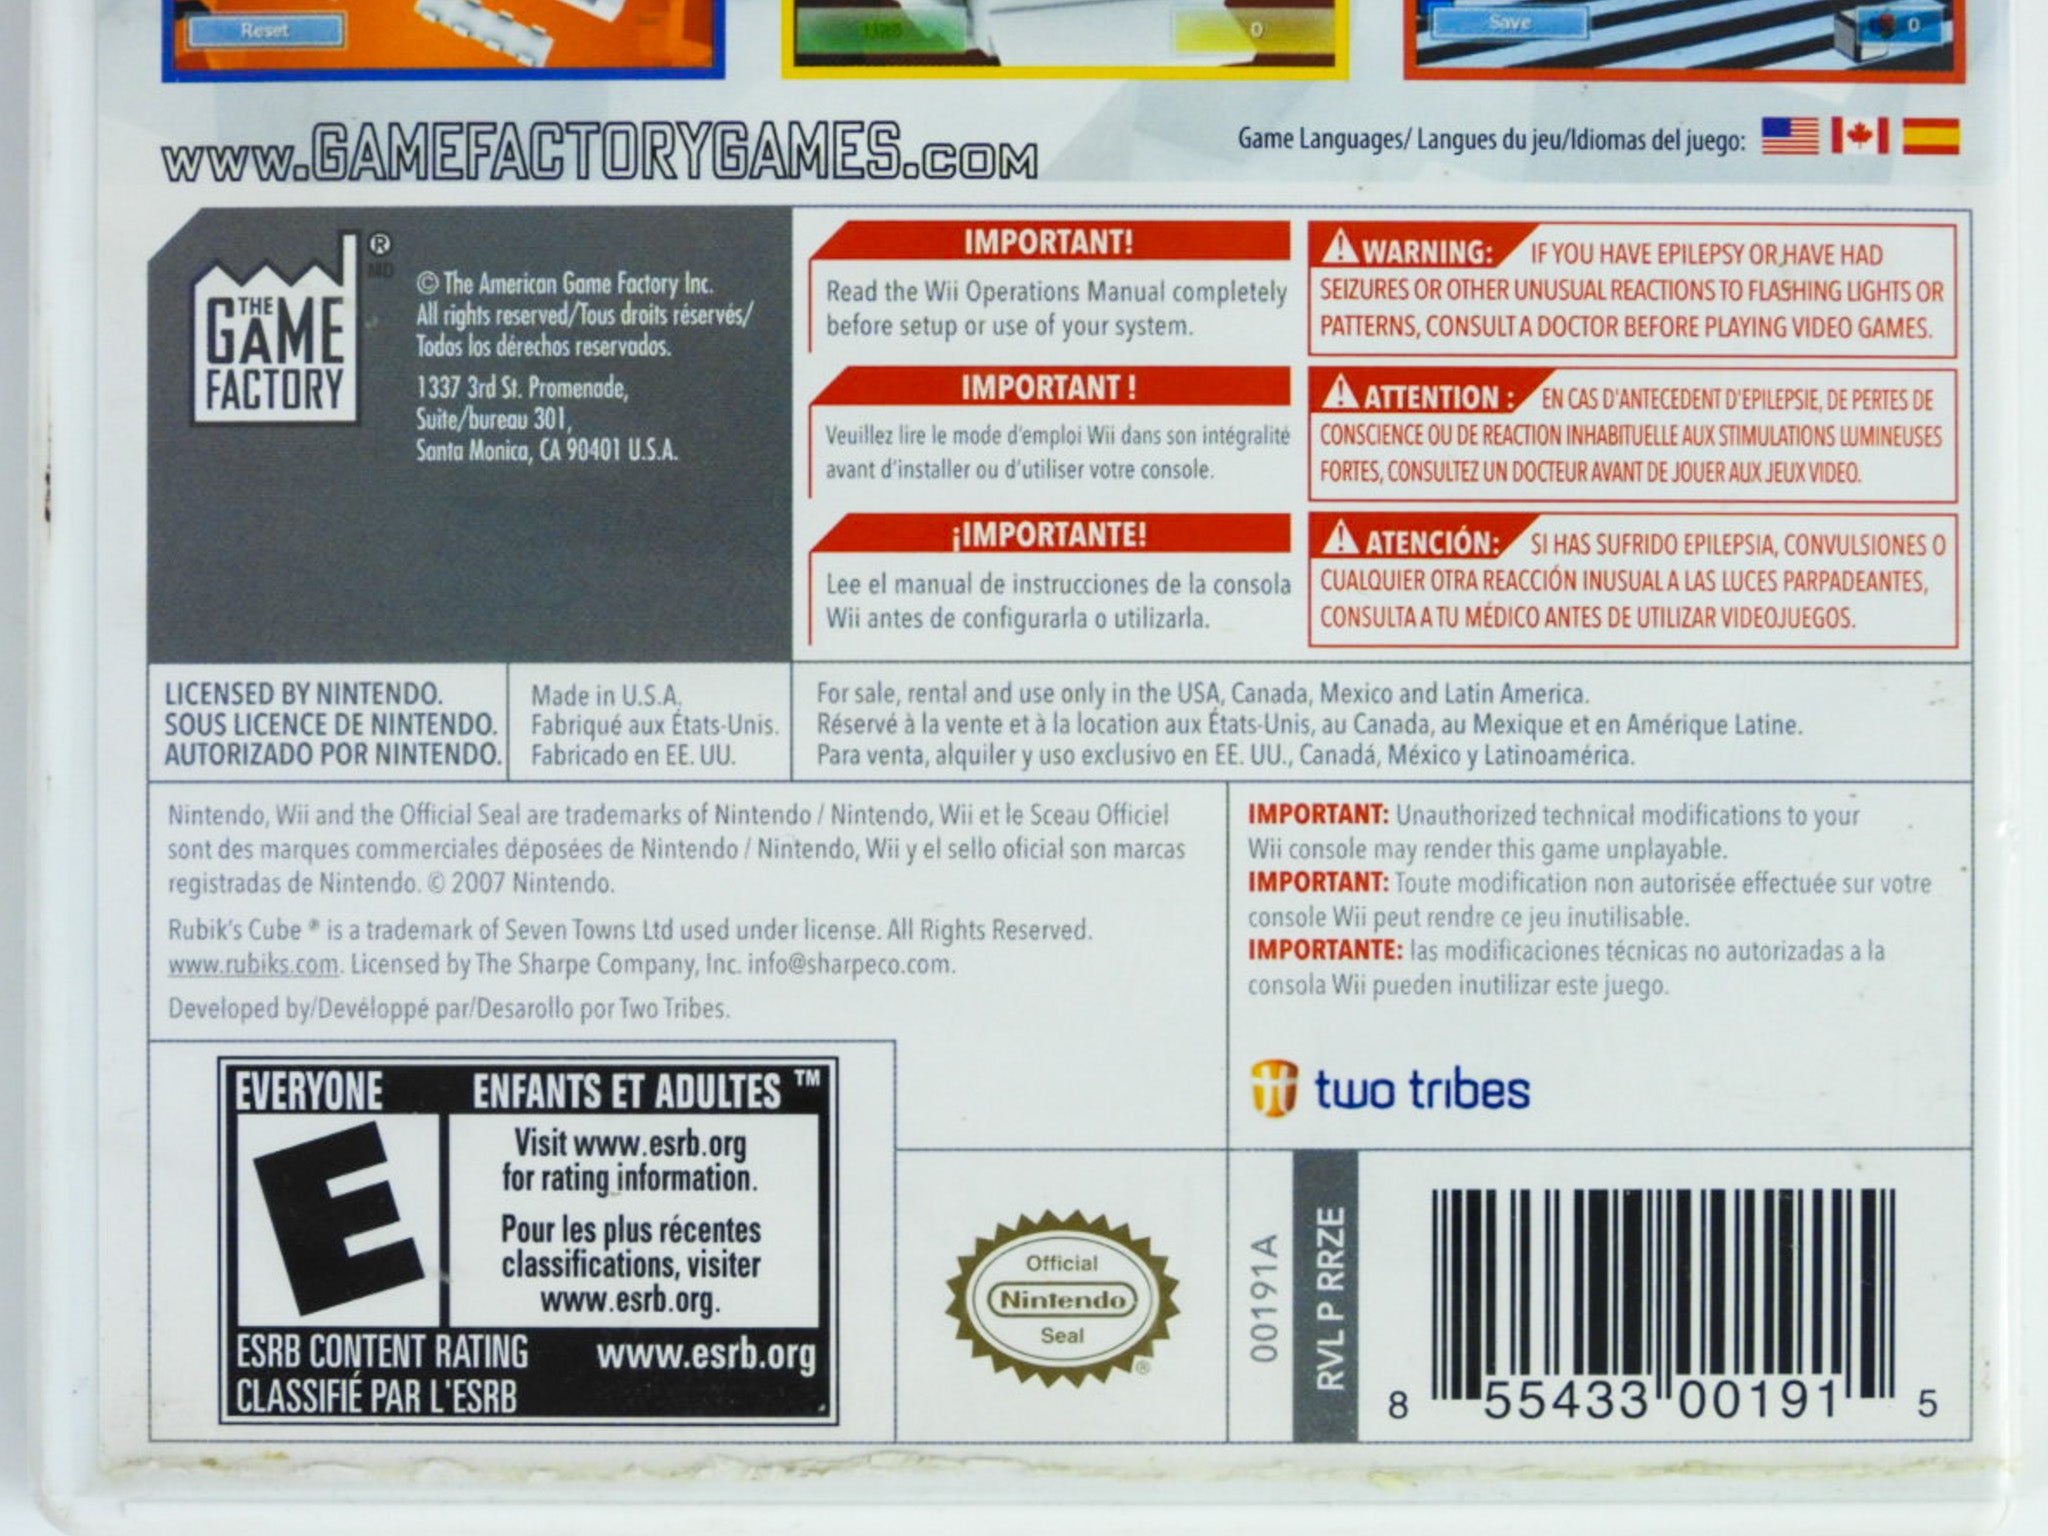 Reset
0
Save
0
www.GAMEFACTORYGAMES.com
Game Languages/ Langues du jeu/Idiomas del juego:
THE
GAME
FACTORY
®
MD
© The American Game Factory Inc.
All rights reserved/Tous droits réservés/
Todos los dérechos reservados.
1337 3rd St. Promenade,
Suite/bureau 301,
Santa Monica, CA 90401 U.S.A.
IMPORTANT!
Read the Wii Operations Manual completely
before setup or use of your system.
IMPORTANT !
Veuillez lire le mode d'emploi Wii dans son intégralité
avant d'installer ou d'utiliser votre console.
¡IMPORTANTE!
Lee el manual de instrucciones de la consola
Wii antes de configurarla o utilizarla.
WARNING: IF YOU HAVE EPILEPSY OR HAVE HAD
SEIZURES OR OTHER UNUSUAL REACTIONS TO FLASHING LIGHTS OR
PATTERNS, CONSULT A DOCTOR BEFORE PLAYING VIDEO GAMES.
ATTENTION : EN CAS D'ANTECEDENT D'EPILEPSIE, DE PERTES DE
CONSCIENCE OU DE REACTION INHABITUELLE AUX STIMULATIONS LUMINEUSES
FORTES, CONSULTEZ UN DOCTEUR AVANT DE JOUER AUX JEUX VIDEO.
ATENCIÓN: SI HAS SUFRIDO EPILEPSIA, CONVULSIONES O
CUALQUIER OTRA REACCIÓN INUSUAL A LAS LUCES PARPADEANTES,
CONSULTA A TU MÉDICO ANTES DE UTILIZAR VIDEOJUEGOS.
LICENSED BY NINTENDO.
SOUS LICENCE DE NINTENDO.
AUTORIZADO POR NINTENDO.
Made in U.S.A.
Fabriqué aux États-Unis.
Fabricado en EE. UU.
For sale, rental and use only in the USA, Canada, Mexico and Latin America.
Réservé à la vente et à la location aux États-Unis, au Canada, au Mexique et en Amérique Latine.
Para venta, alquiler y uso exclusivo en EE. UU., Canadá, México y Latinoamérica.
Nintendo, Wii and the Official Seal are trademarks of Nintendo / Nintendo, Wii et le Sceau Officiel
sont des marques commerciales déposées de Nintendo / Nintendo, Wii y el sello oficial son marcas
registradas de Nintendo. © 2007 Nintendo.
Rubik's Cube ® is a trademark of Seven Towns Ltd used under license. All Rights Reserved.
www.rubiks.com. Licensed by The Sharpe Company, Inc. info@sharpeco.com.
Developed by/Devéloppé par/Desarollo por Two Tribes.
IMPORTANT: Unauthorized technical modifications to your
Wii console may render this game unplayable.
IMPORTANT: Toute modification non autorisée effectuée sur votre
console Wii peut rendre ce jeu inutilisable.
IMPORTANTE: las modificaciones técnicas no autorizadas a la
consola Wii pueden inutilizar este juego.
two tribes
EVERYONE ENFANTS ET ADULTES ™
E
Visit www.esrb.org
for rating information.
Pour les plus récentes
classifications, visiter
www.esrb.org.
ESRB CONTENT RATING www.esrb.org
CLASSIFIÉ PAR L'ESRB
Official
Nintendo
Seal
®
00191A
RVL P RRZE
8 55433 00191 5